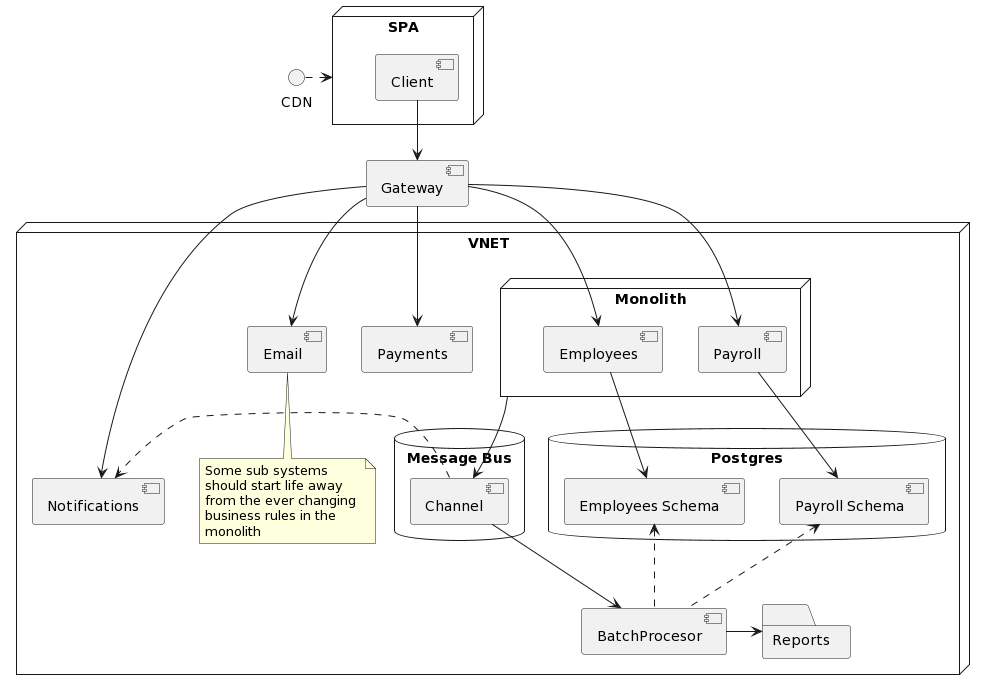 SPA
Client
CDN
Gateway
VNET
Monolith
Email
Payments
Employees
Payroll
Message Bus
Postgres
Notifications
Some sub systems
should start life away
from the ever changing
business rules in the
monolith
Channel
Employees Schema
Payroll Schema
BatchProcesor
Reports